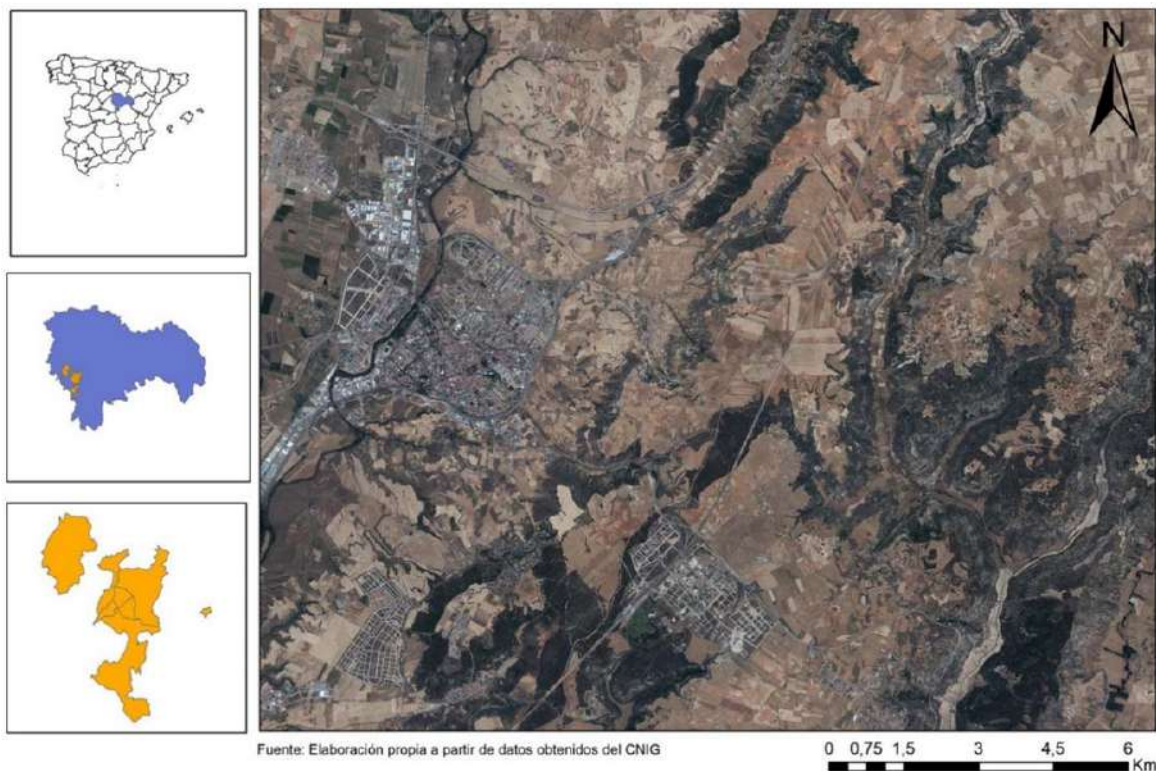 N
Fuente: Elaboración propia a partir de datos obtenidos del CNIG
0 0,75 1,5 3 4,5 6
Km